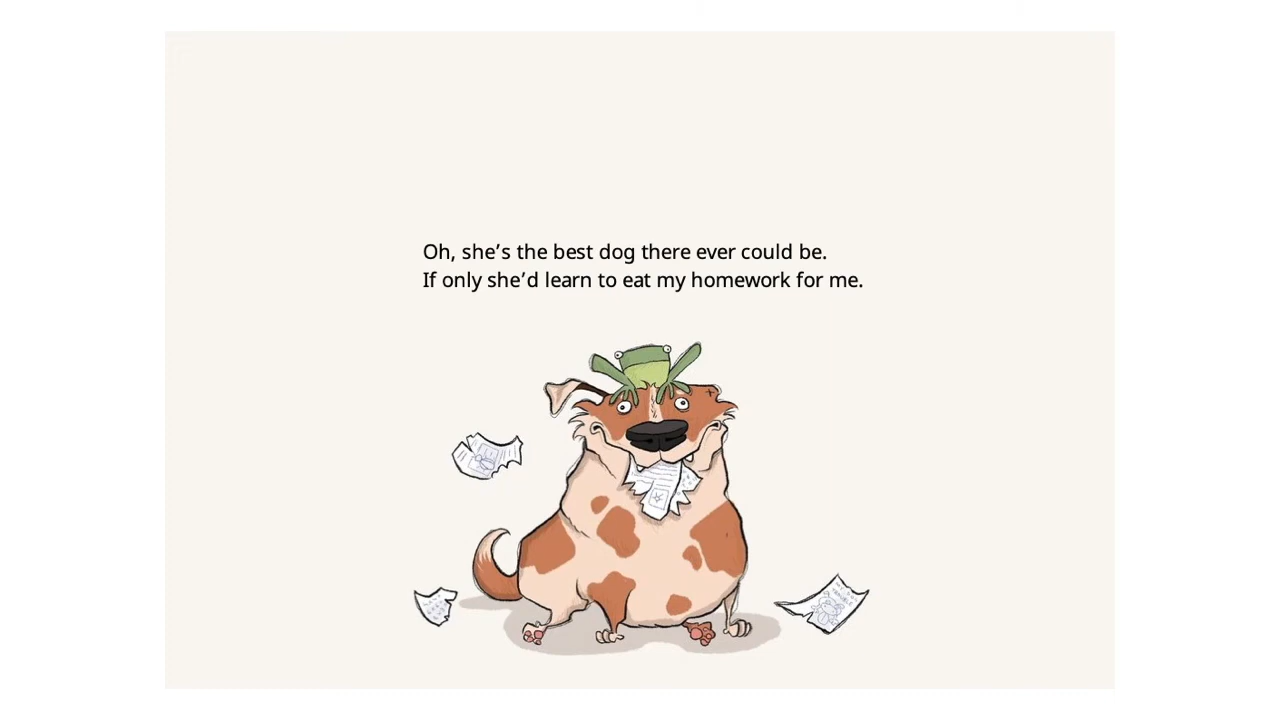 Oh, she’s the best dog there ever could be.
If only she’d learn to eat my homework for me.